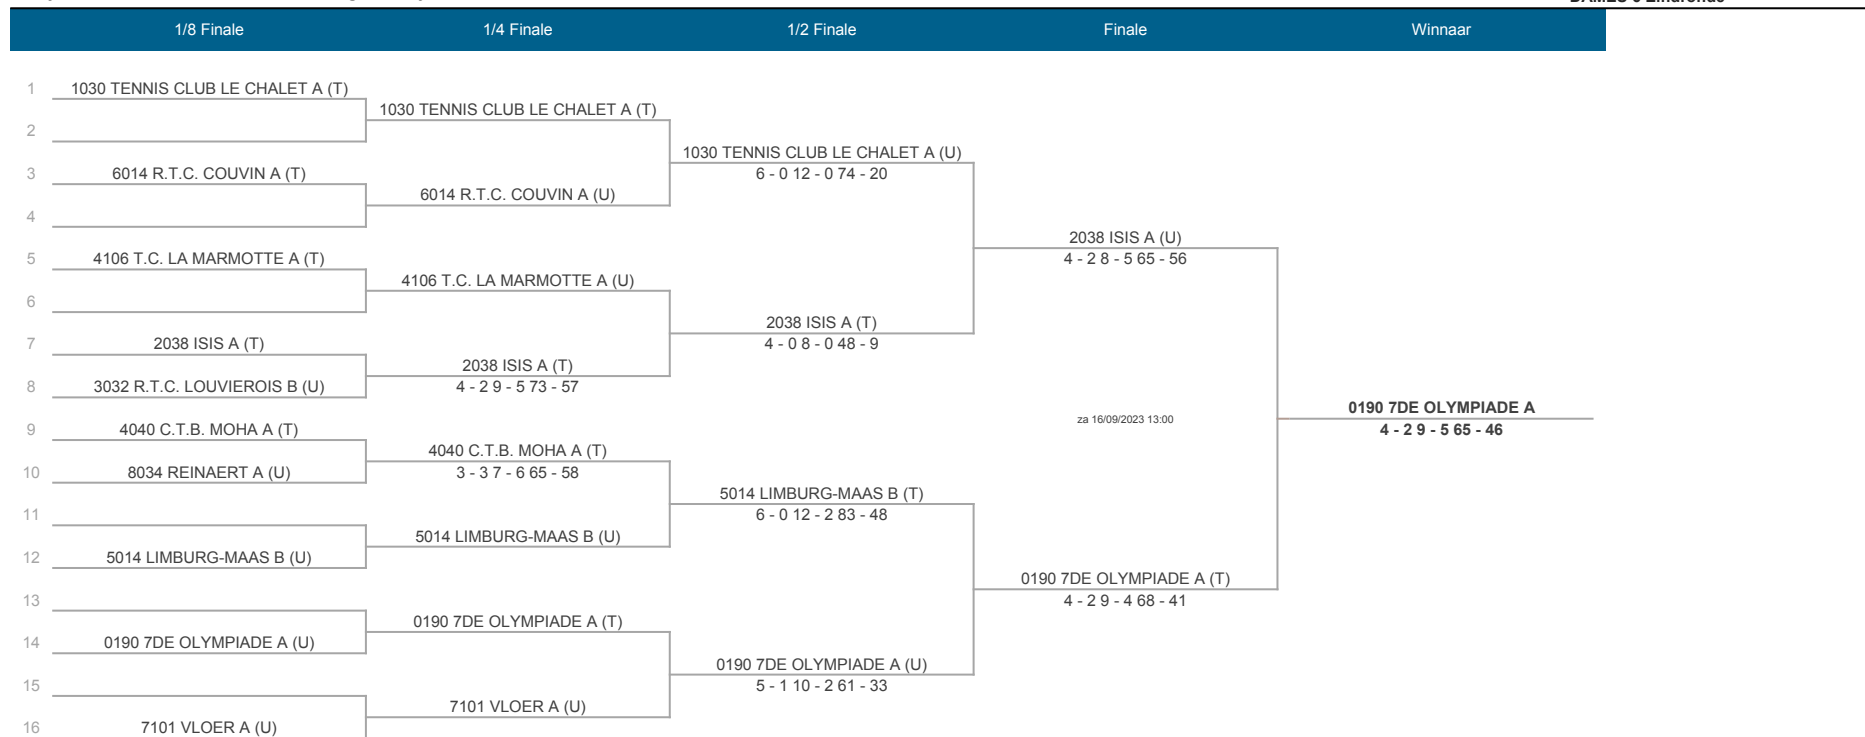 1/8 Finale 1/4 Finale 1/2 Finale Finale Winnaar
1 1030 TENNIS CLUB LE CHALET A (T)
1030 TENNIS CLUB LE CHALET A (T)
2
1030 TENNIS CLUB LE CHALET A (U)
3 6014 R.T.C. COUVIN A (T)
6 - 0 12 - 0 74 - 20
6014 R.T.C. COUVIN A (U)
4
2038 ISIS A (U)
5 4106 T.C. LA MARMOTTE A (T)
4 - 2 8 - 5 65 - 56
4106 T.C. LA MARMOTTE A (U)
6
2038 ISIS A (T)
7 2038 ISIS A (T)
4 - 0 8 - 0 48 - 9
2038 ISIS A (T)
8 3032 R.T.C. LOUVIEROIS B (U)
4 - 2 9 - 5 73 - 57
0190 7DE OLYMPIADE A
za 16/09/2023 13:00
9 4040 C.T.B. MOHA A (T)
4 - 2 9 - 5 65 - 46
4040 C.T.B. MOHA A (T)
10 8034 REINAERT A (U)
3 - 3 7 - 6 65 - 58
5014 LIMBURG-MAAS B (T)
11
6 - 0 12 - 2 83 - 48
5014 LIMBURG-MAAS B (U)
12 5014 LIMBURG-MAAS B (U)
0190 7DE OLYMPIADE A (T)
13
4 - 2 9 - 4 68 - 41
0190 7DE OLYMPIADE A (T)
14 0190 7DE OLYMPIADE A (U)
0190 7DE OLYMPIADE A (U)
15
5 - 1 10 - 2 61 - 33
7101 VLOER A (U)
16 7101 VLOER A (U)